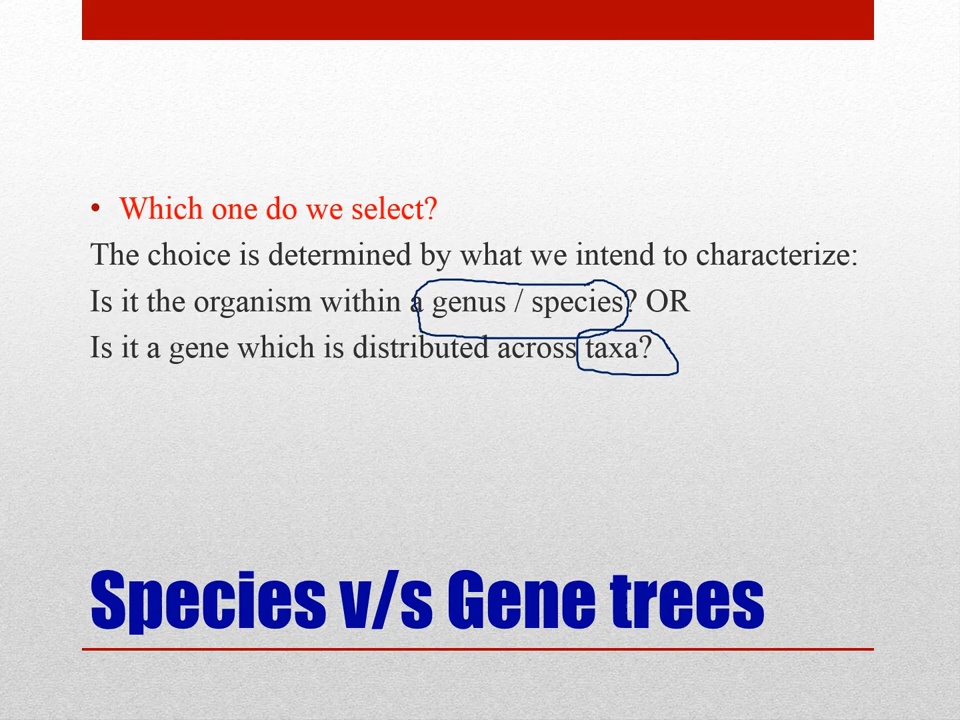 • Which one do we select?
The choice is determined by what we intend to characterize:
Is it the organism within a genus / species? OR
Is it a gene which is distributed across taxa?
Species v/s Gene trees